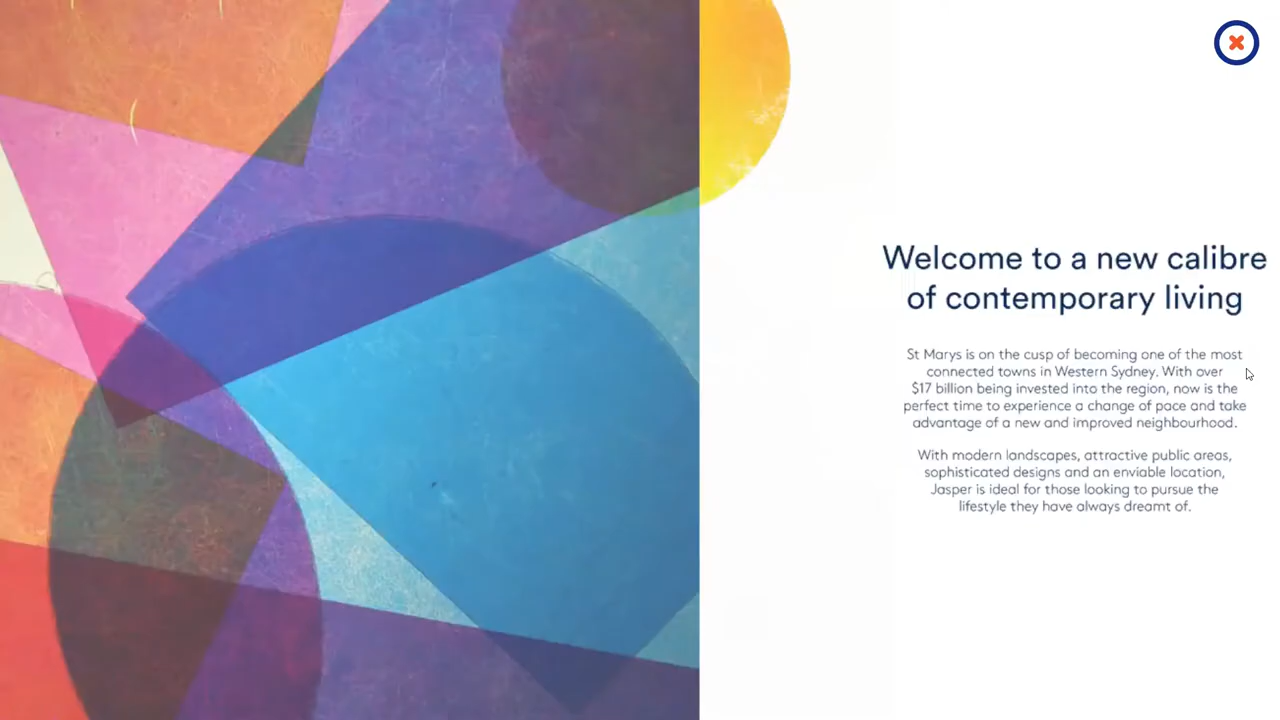 Welcome to a new calibre
of contemporary living
St Marys is on the cusp of becoming one of the most
connected towns in Western Sydney. With over
$17 billion being invested into the region, now is the
perfect time to experience a change of pace and take
advantage of a new and improved neighbourhood.
With modern landscapes, attractive public areas,
sophisticated designs and an enviable location,
Jasper is ideal for those looking to pursue the
lifestyle they have always dreamt of.